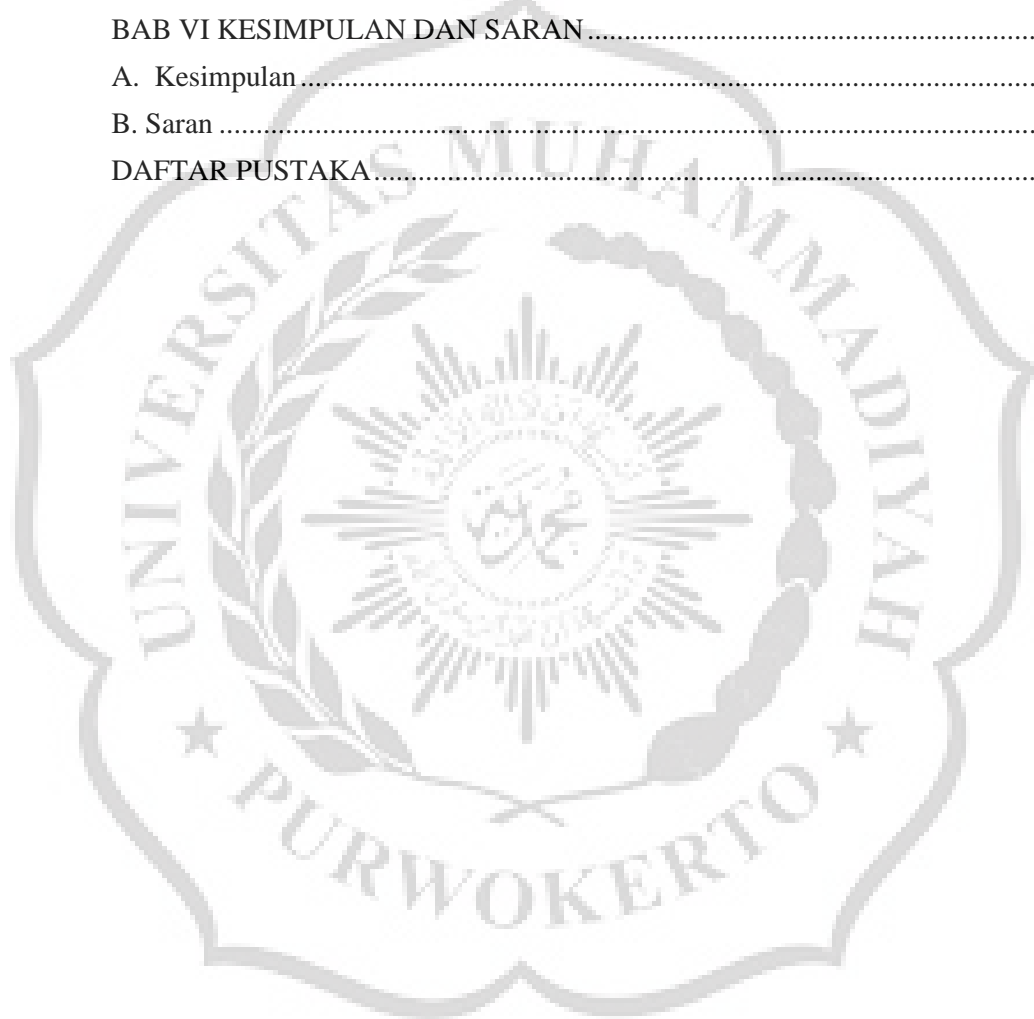 BAB VI KESIMPULAN DAN SARAN ..........................................................
A. Kesimpulan ..............................................................................................
B. Saran ........................................................................................................
DAFTAR PUSTAKA ......................................................................................
UNIVERSITAS MUHAMMADIYAH
PURWOKERTO